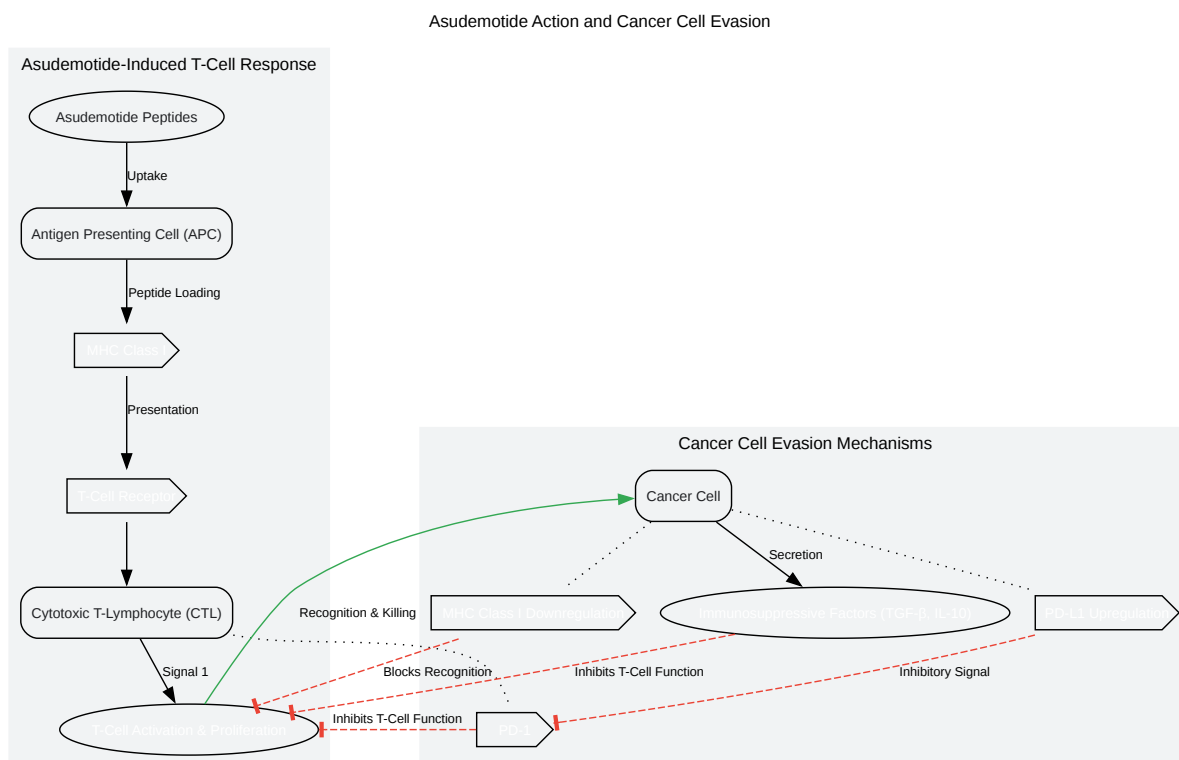 Asudemotide Action and Cancer Cell Evasion
Asudemotide-Induced T-Cell Response
Asudemotide Peptides
Uptake
Antigen Presenting Cell (APC)
Peptide Loading
MHC Class I
Presentation
T-Cell Receptor
Cytotoxic T-Lymphocyte (CTL)
Signal 1
T-Cell Activation & Proliferation
Recognition & Killing
Cancer Cell Evasion Mechanisms
Cancer Cell
Secretion
MHC Class I Downregulation
Immunosuppressive Factors (TGF-β, IL-10)
PD-L1 Upregulation
Blocks Recognition
Inhibits T-Cell Function
Inhibitory Signal
Inhibits T-Cell Function
PD-1